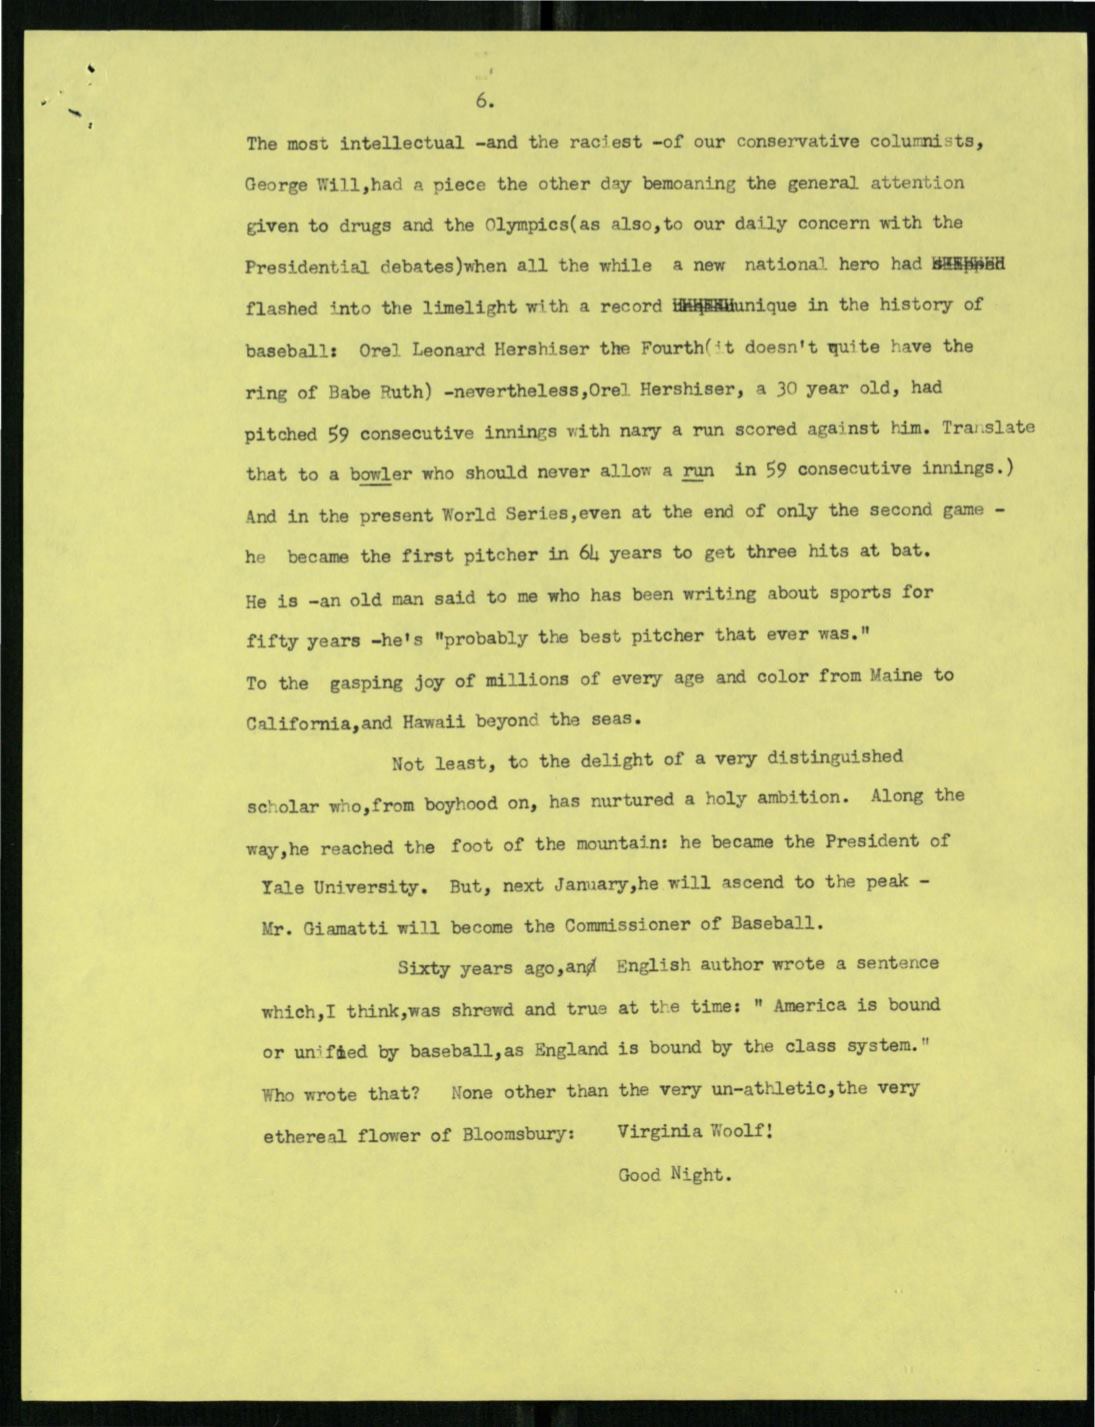 6.
The most intellectual -and the raciest -of our conservative columnists,
George Will,had a piece the other day bemoaning the general attention
given to drugs and the Olympics(as also,to our daily concern with the
Presidential debates)when all the while a new national hero had
flashed into the limelight with a record unique in the history of
baseball: Orel Leonard Hershiser the Fourth(it doesn't quite have the
ring of Babe Ruth) -nevertheless,Orel Hershiser, a 30 year old, had
pitched 59 consecutive innings with nary a run scored against him. Translate
that to a bowler who should never allow a run in 59 consecutive innings.)
And in the present World Series,even at the end of only the second game -
he became the first pitcher in 64 years to get three hits at bat.
He is -an old man said to me who has been writing about sports for
fifty years -he's "probably the best pitcher that ever was."
To the gasping joy of millions of every age and color from Maine to
California,and Hawaii beyond the seas.
Not least, to the delight of a very distinguished
scholar who,from boyhood on, has nurtured a holy ambition. Along the
way,he reached the foot of the mountain: he became the President of
Yale University. But, next January,he will ascend to the peak -
Mr. Giamatti will become the Commissioner of Baseball.
Sixty years ago,an English author wrote a sentence
which,I think,was shrewd and true at the time: " America is bound
or unified by baseball,as England is bound by the class system."
Who wrote that? None other than the very un-athletic,the very
ethereal flower of Bloomsbury: Virginia Woolf!
Good Night.